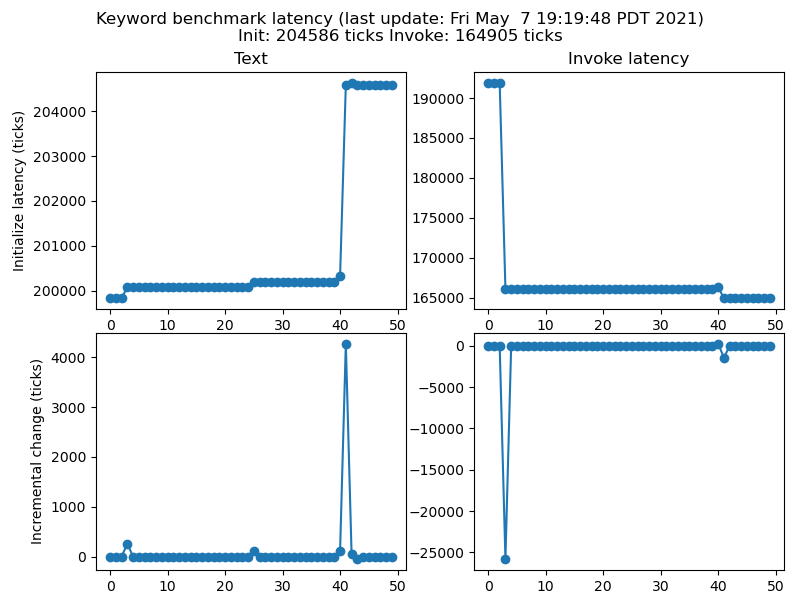 Keyword benchmark latency (last update: Fri May  7 19:19:48 PDT 2021)
Init: 204586 ticks Invoke: 164905 ticks
Text
Initialize latency (ticks)
204000
203000
202000
201000
200000
0 10 20 30 40 50
Invoke latency
190000
185000
180000
175000
170000
165000
0 10 20 30 40 50
Incremental change (ticks)
4000
3000
2000
1000
0
0 10 20 30 40 50
0
−5000
−10000
−15000
−20000
−25000
0 10 20 30 40 50